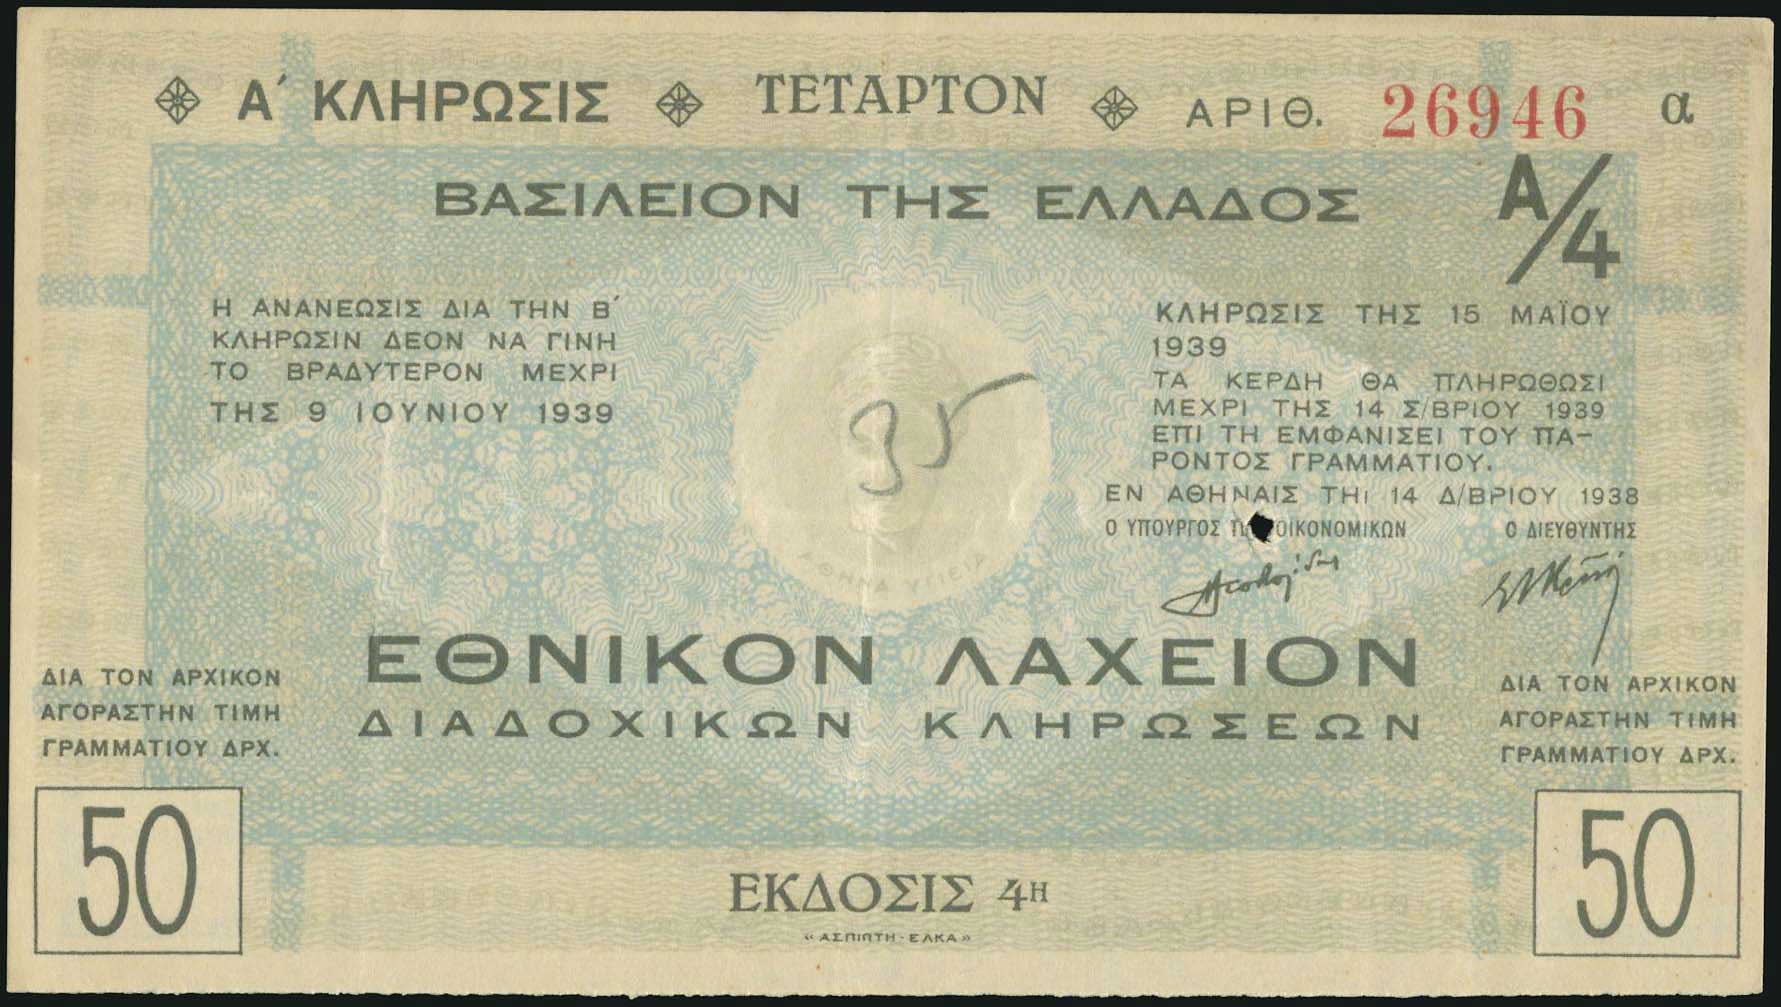 Α΄ ΚΛΗΡΩΣΙΣ ΤΕΤΑΡΤΟΝ ΑΡΙΘ. 26946 α
ΒΑΣΙΛΕΙΟΝ ΤΗΣ ΕΛΛΑΔΟΣ
Α/4
Η ΑΝΑΝΕΩΣΙΣ ΔΙΑ ΤΗΝ Β΄
ΚΛΗΡΩΣΙΝ ΔΕΟΝ ΝΑ ΓΙΝΗ
ΤΟ ΒΡΑΔΥΤΕΡΟΝ ΜΕΧΡΙ
ΤΗΣ 9 ΙΟΥΝΙΟΥ 1939
ΚΛΗΡΩΣΙΣ ΤΗΣ 15 ΜΑΪΟΥ
1939
ΤΑ ΚΕΡΔΗ ΘΑ ΠΛΗΡΩΘΩΣΙ
ΜΕΧΡΙ ΤΗΣ 14 Σ/ΒΡΙΟΥ 1939
ΕΠΙ ΤΗ ΕΜΦΑΝΙΣΕΙ ΤΟΥ ΠΑ-
ΡΟΝΤΟΣ ΓΡΑΜΜΑΤΙΟΥ.
ΕΝ ΑΘΗΝΑΙΣ ΤΗι 14 Δ/ΒΡΙΟΥ 1938
Ο ΥΠΟΥΡΓΟΣ ΟΙΚΟΝΟΜΙΚΩΝ
Ο ΔΙΕΥΘΥΝΤΗΣ
35
ΑΘΗΝΑ ΥΓΙΕΙΑ
ΕΘΝΙΚΟΝ ΛΑΧΕΙΟΝ
ΔΙΑΔΟΧΙΚΩΝ ΚΛΗΡΩΣΕΩΝ
ΔΙΑ ΤΟΝ ΑΡΧΙΚΟΝ
ΑΓΟΡΑΣΤΗΝ ΤΙΜΗ
ΓΡΑΜΜΑΤΙΟΥ ΔΡΧ.
50
ΔΙΑ ΤΟΝ ΑΡΧΙΚΟΝ
ΑΓΟΡΑΣΤΗΝ ΤΙΜΗ
ΓΡΑΜΜΑΤΙΟΥ ΔΡΧ.
50
ΕΚΔΟΣΙΣ 4Η
« ΑΣΠΙΩΤΗ - ΕΛΚΑ »